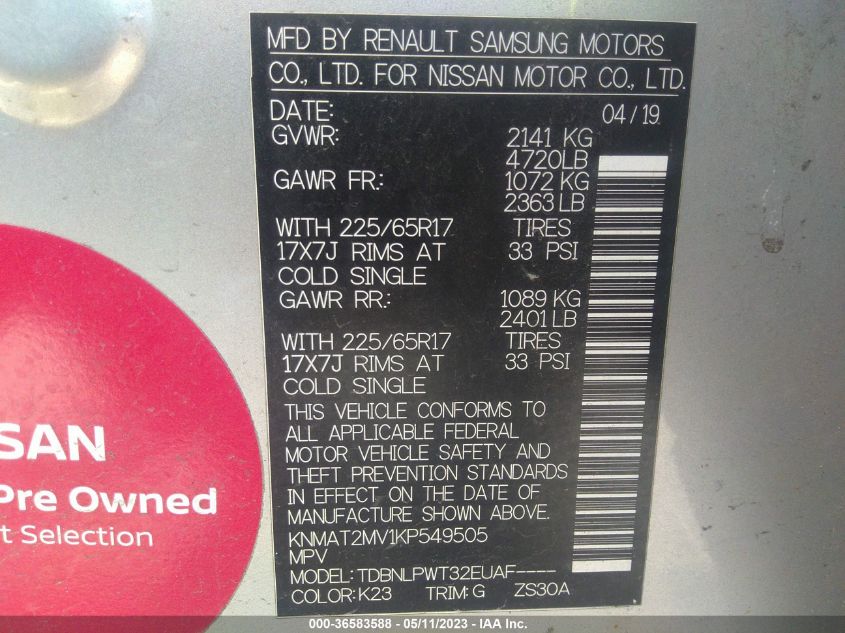 MFD BY RENAULT SAMSUNG MOTORS
CO., LTD. FOR NISSAN MOTOR CO., LTD.
DATE: 04/19
GVWR: 2141 KG
4720LB
GAWR FR.: 1072 KG
2363 LB
WITH 225/65R17 TIRES
17X7J RIMS AT 33 PSI
COLD SINGLE
GAWR RR.: 1089 KG
2401 LB
WITH 225/65R17 TIRES
17X7J RIMS AT 33 PSI
COLD SINGLE
THIS VEHICLE CONFORMS TO
ALL APPLICABLE FEDERAL
MOTOR VEHICLE SAFETY AND
THEFT PREVENTION STANDARDS
IN EFFECT ON THE DATE OF
MANUFACTURE SHOWN ABOVE.
KNMAT2MV1KP549505
MPV
MODEL: TDBNLPWT32EUAF----
COLOR: K23 TRIM: G ZS30A
SAN
Pre Owned
t Selection
000-36583588 - 05/11/2023 - IAA Inc.